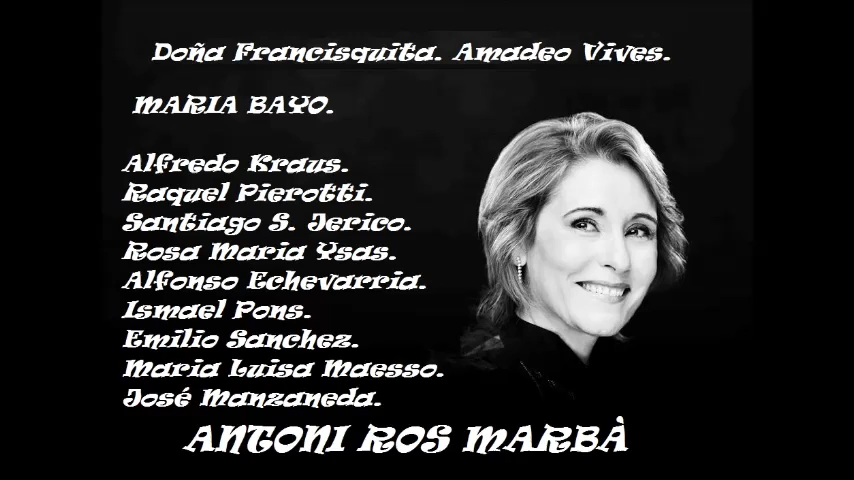 Doña Francisquita. Amadeo Vives.
MARIA BAYO.
Alfredo Kraus.
Raquel Pierotti.
Santiago S. Jerico.
Rosa Maria Ysas.
Alfonso Echevarria.
Ismael Pons.
Emilio Sanchez.
Maria Luisa Maesso.
José Manzaneda.
ANTONI ROS MARBÀ